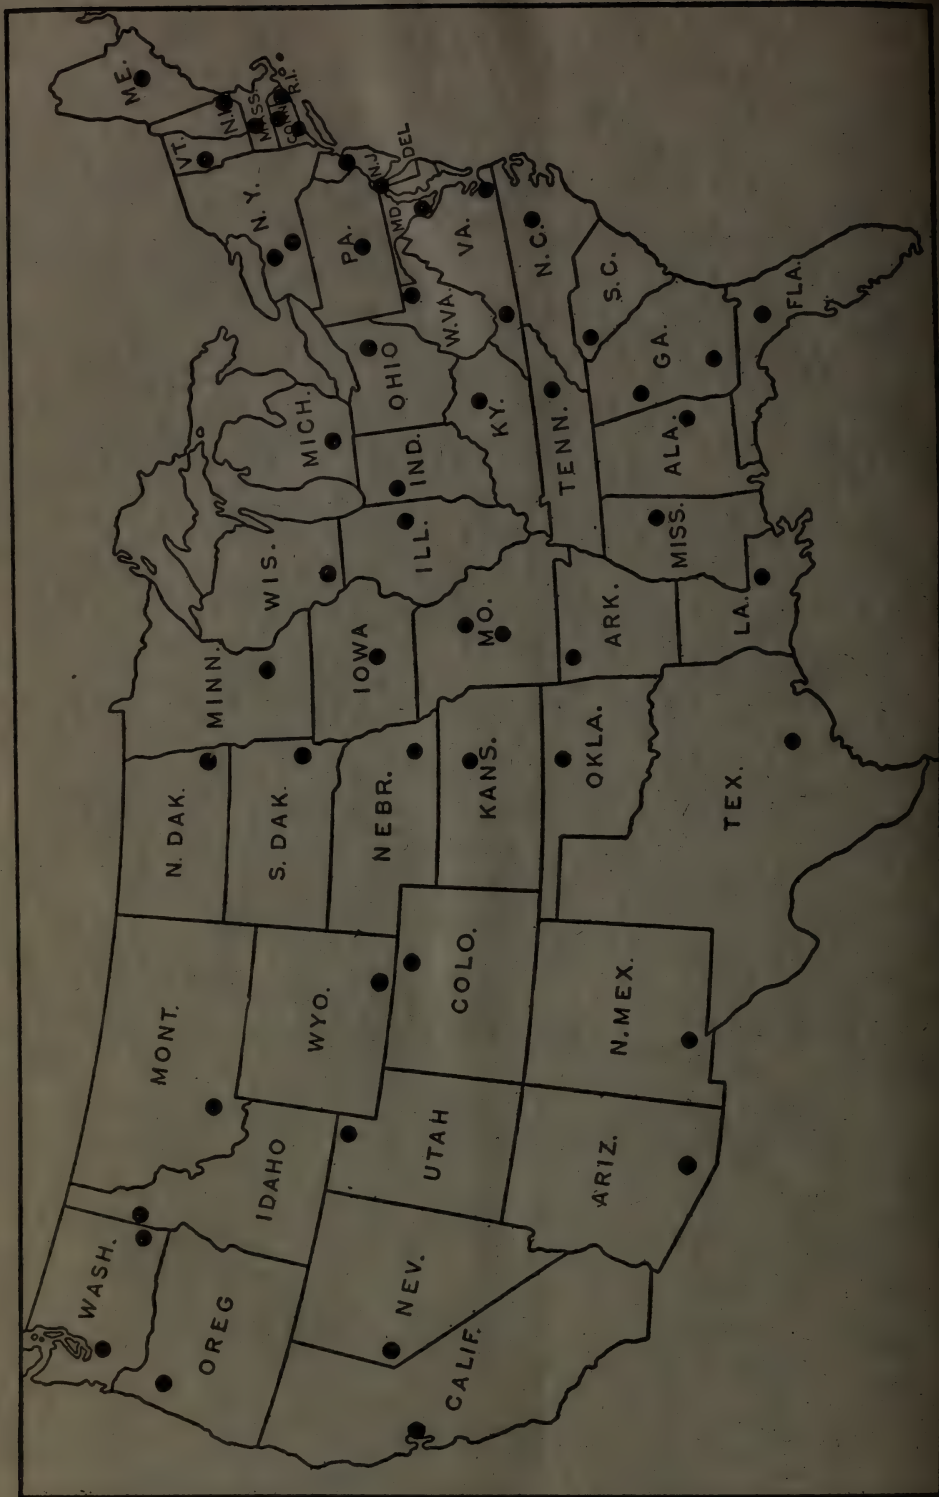 WASH.
OREG
CALIF.
NEV.
IDAHO
MONT.
WYO.
UTAH
ARIZ.
COLO.
N.MEX.
N. DAK.
S. DAK.
NEBR.
KANS.
OKLA.
TEX.
MINN.
IOWA
MO.
ARK.
LA.
WIS.
ILL.
MICH.
IND.
OHIO
KY.
TENN.
MISS.
ALA.
GA.
FLA.
S.C.
N.C.
VA.
W.VA.
MD.
DEL
PA.
N.J.
N. Y.
VT.
N.H.
MASS.
CONN.
R.I.
ME.